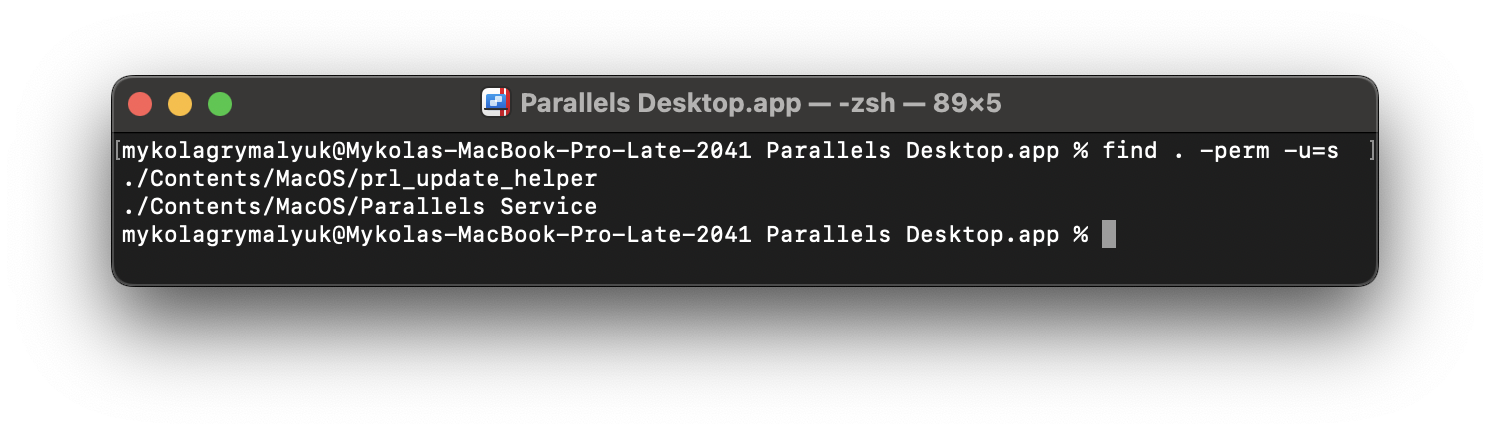 Parallels Desktop.app — -zsh — 89×5
[mykolagrymalyuk@Mykolas-MacBook-Pro-Late-2041 Parallels Desktop.app % find . -perm -u=s ]
./Contents/MacOS/prl_update_helper
./Contents/MacOS/Parallels Service
mykolagrymalyuk@Mykolas-MacBook-Pro-Late-2041 Parallels Desktop.app %